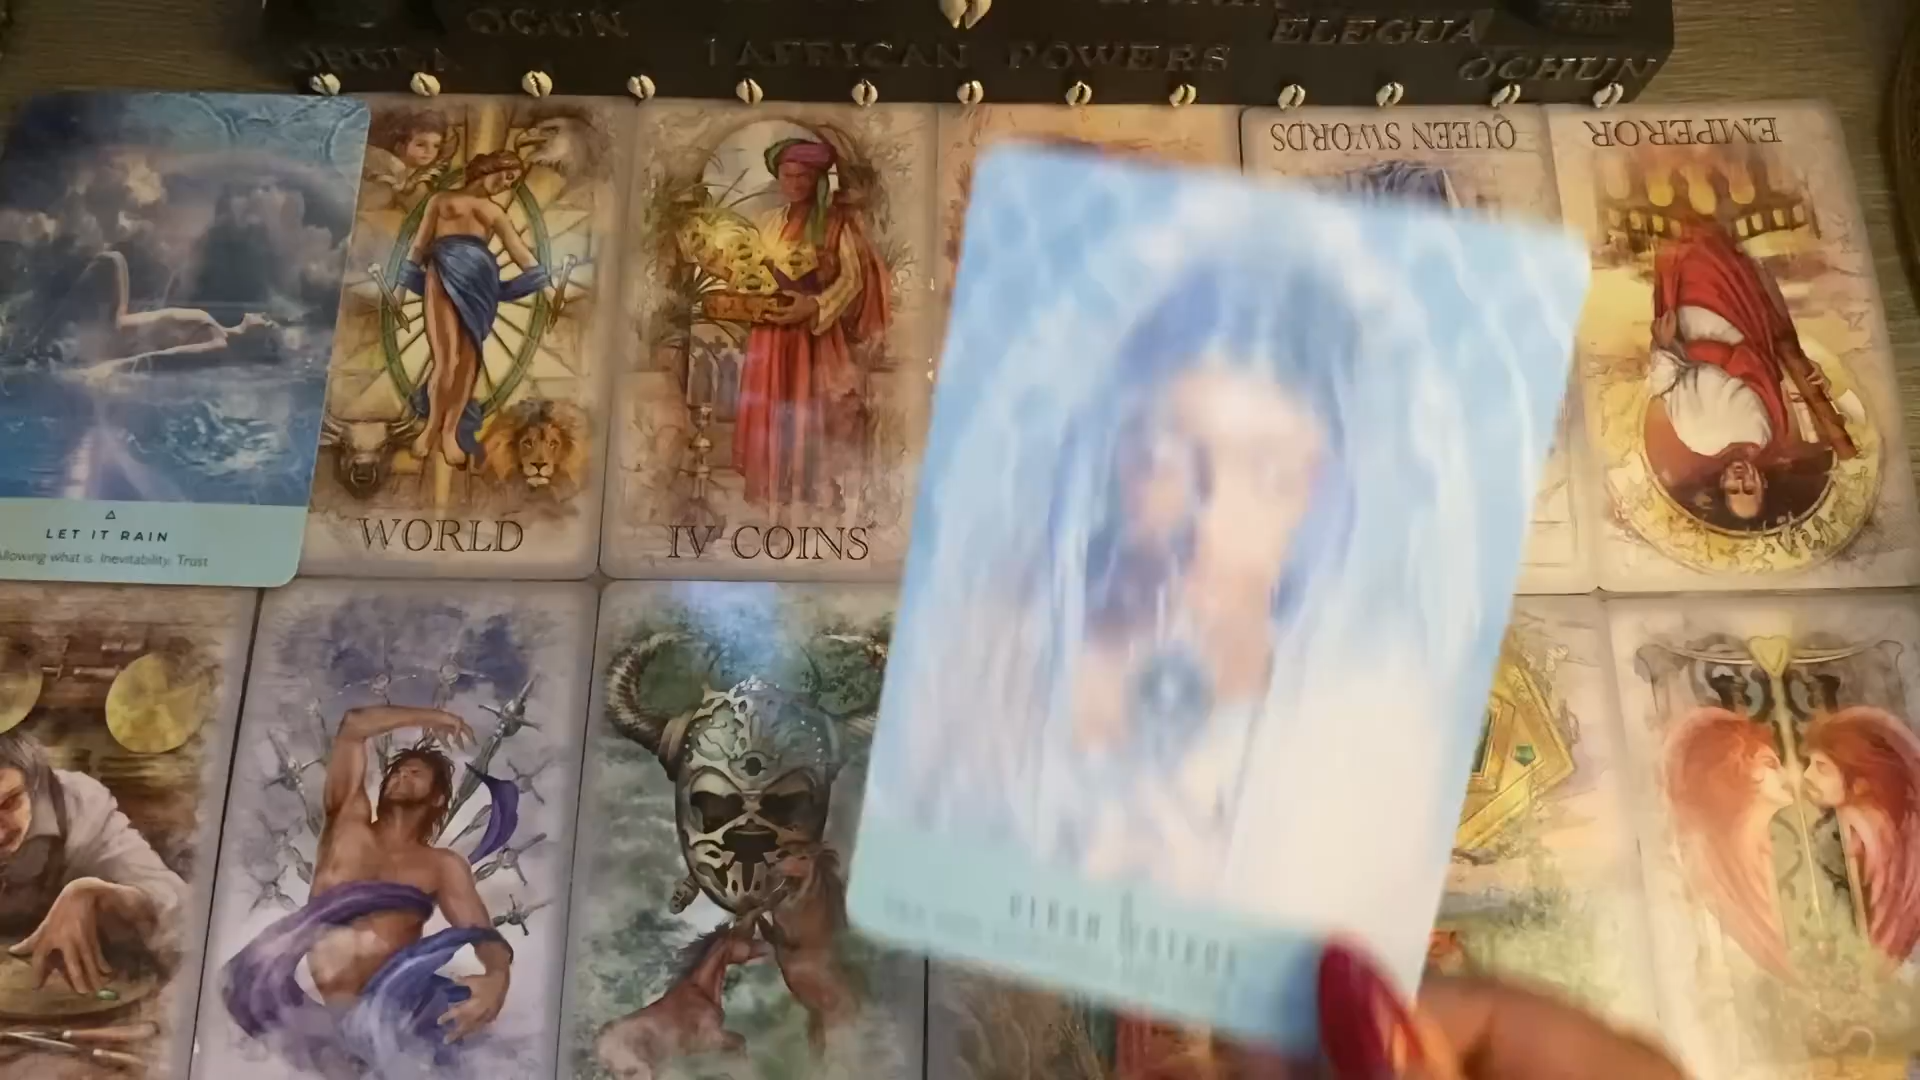 OGUN
7 AFRICAN POWERS
ELEGUA
OCHUN
QUEEN SWORDS
EMPEROR
LET IT RAIN
Allowing what is. Inevitability. Trust
WORLD
IV COINS